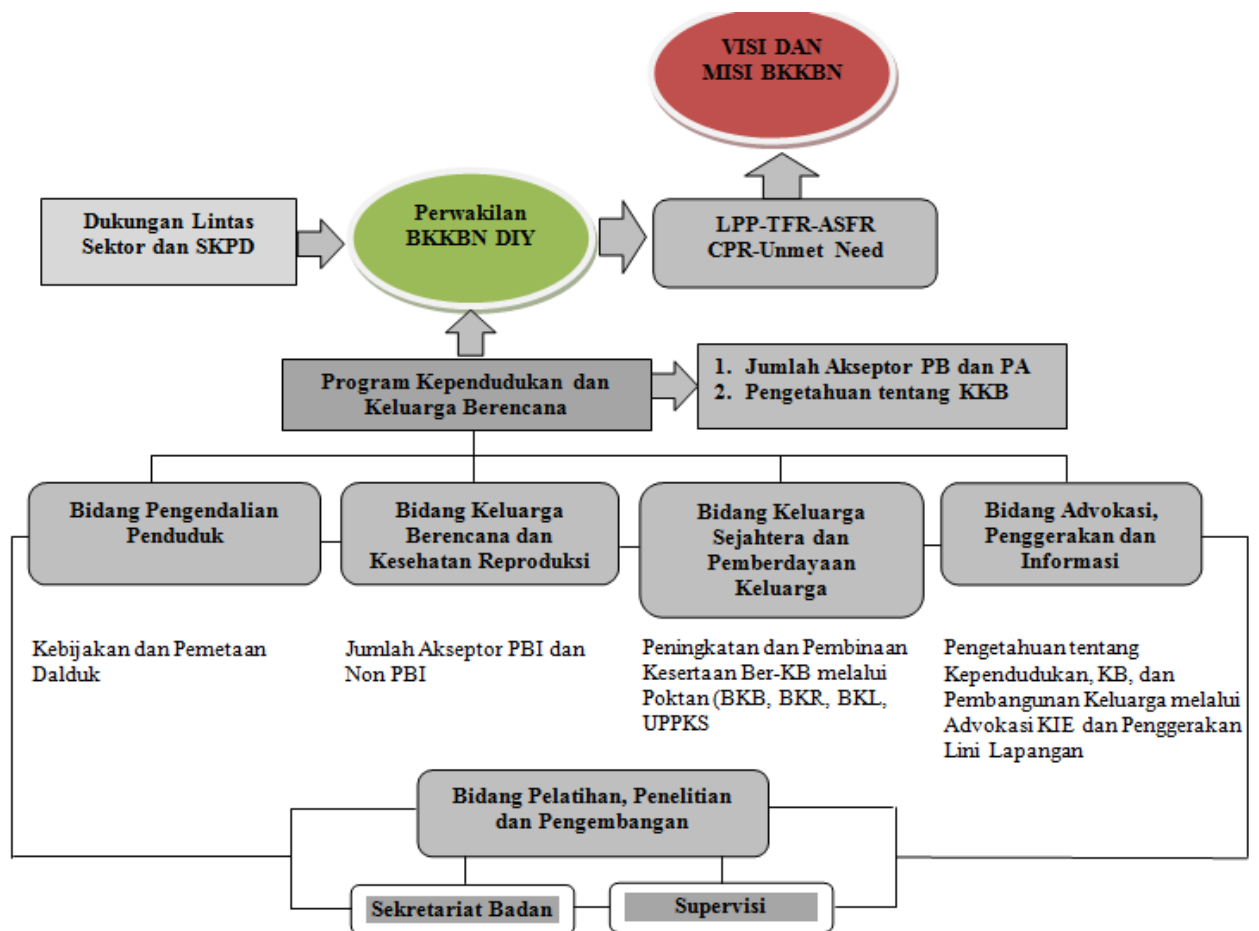 VISI DAN
MISI BKKBN
Dukungan Lintas
Sektor dan SKPD
Perwakilan
BKKBN DIY
LPP-TFR-ASFR
CPR-Unmet Need
Program Kependudukan dan
Keluarga Berencana
1. Jumlah Akseptor PB dan PA
2. Pengetahuan tentang KKB
Bidang Pengendalian
Penduduk
Bidang Keluarga
Berencana dan
Kesehatan Reproduksi
Bidang Keluarga
Sejahtera dan
Pemberdayaan
Keluarga
Bidang Advokasi,
Penggerakan dan
Informasi
Kebijakan dan Pemetaan
Dalduk
Jumlah Akseptor PBI dan
Non PBI
Peningkatan dan Pembinaan
Kesertaan Ber-KB melalui
Poktan (BKB, BKR, BKL,
UPPKS
Pengetahuan tentang
Kependudukan, KB, dan
Pembangunan Keluarga melalui
Advokasi KIE dan Penggerakan
Lini Lapangan
Bidang Pelatihan, Penelitian
dan Pengembangan
Sekretariat Badan
Supervisi